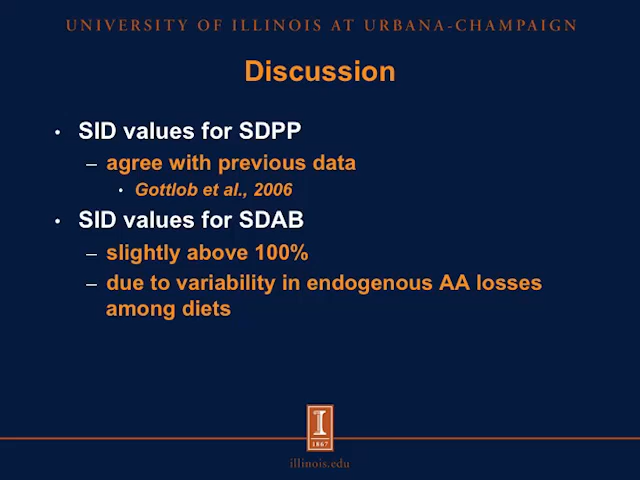 UNIVERSITY OF ILLINOIS AT URBANA-CHAMPAIGN
Discussion
• SID values for SDPP
– agree with previous data
• Gottlob et al., 2006
• SID values for SDAB
– slightly above 100%
– due to variability in endogenous AA losses
among diets
I
1867
illinois.edu